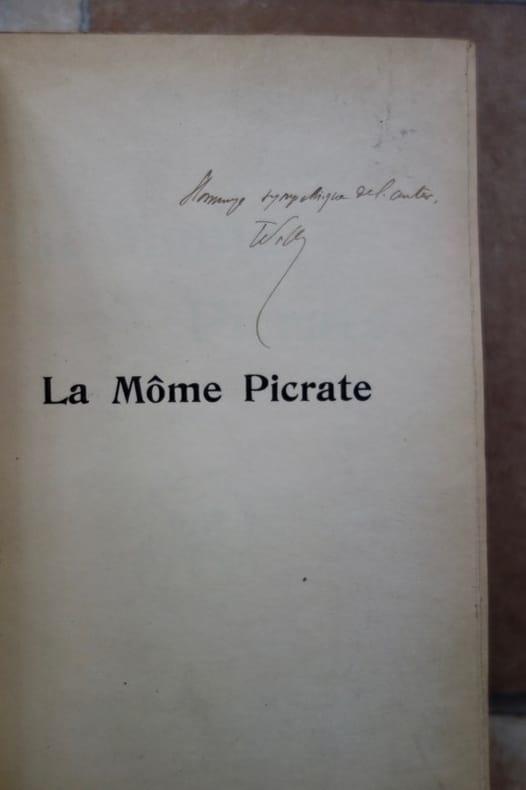 Hommage sympathique de l'auteur.
Willy
La Môme Picrate